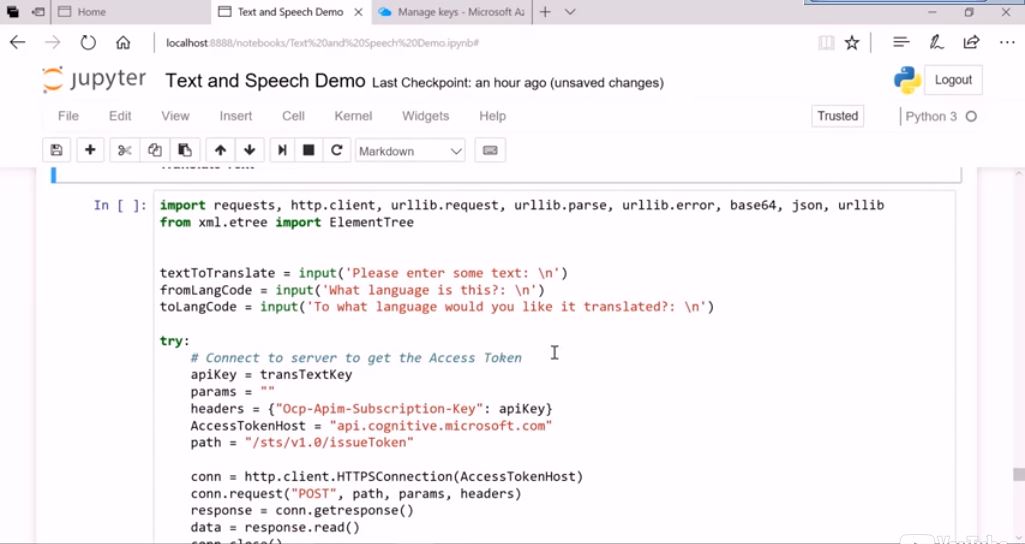 Home
Text and Speech Demo
Manage keys - Microsoft Az
localhost:8888/notebooks/Text%20and%20Speech%20Demo.ipynb#
jupyter
Text and Speech Demo Last Checkpoint: an hour ago (unsaved changes)
Logout
File Edit View Insert Cell Kernel Widgets Help
Trusted
Python 3
Markdown
In [ ]:
import requests, http.client, urllib.request, urllib.parse, urllib.error, base64, json, urllib
from xml.etree import ElementTree
textToTranslate = input('Please enter some text: \n')
fromLangCode = input('What language is this?: \n')
toLangCode = input('To what language would you like it translated?: \n')
try:
# Connect to server to get the Access Token
apiKey = transTextKey
params = ""
headers = {"Ocp-Apim-Subscription-Key": apiKey}
AccessTokenHost = "api.cognitive.microsoft.com"
path = "/sts/v1.0/issueToken"
conn = http.client.HTTPSConnection(AccessTokenHost)
conn.request("POST", path, params, headers)
response = conn.getresponse()
data = response.read()
conn.close()